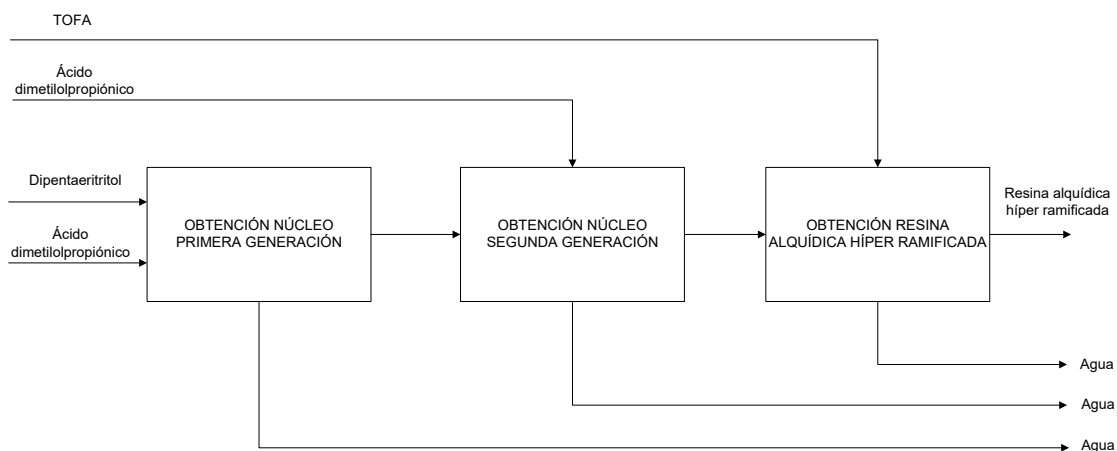 TOFA
Ácido
dimetilolpropiónico
Dipentaeritritol
Ácido
dimetilolpropiónico
OBTENCIÓN NÚCLEO
PRIMERA GENERACIÓN
OBTENCIÓN NÚCLEO
SEGUNDA GENERACIÓN
OBTENCIÓN RESINA
ALQUÍDICA HÍPER RAMIFICADA
Resina alquídica
híper ramificada
Agua
Agua
Agua